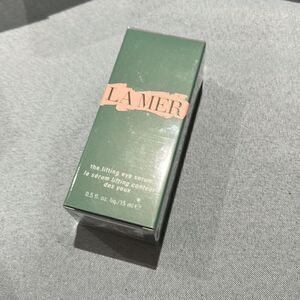 LA MER
the lifting eye serum
le sérum lifting contour
des yeux
0.5 fl. oz. liq./15 ml ℮